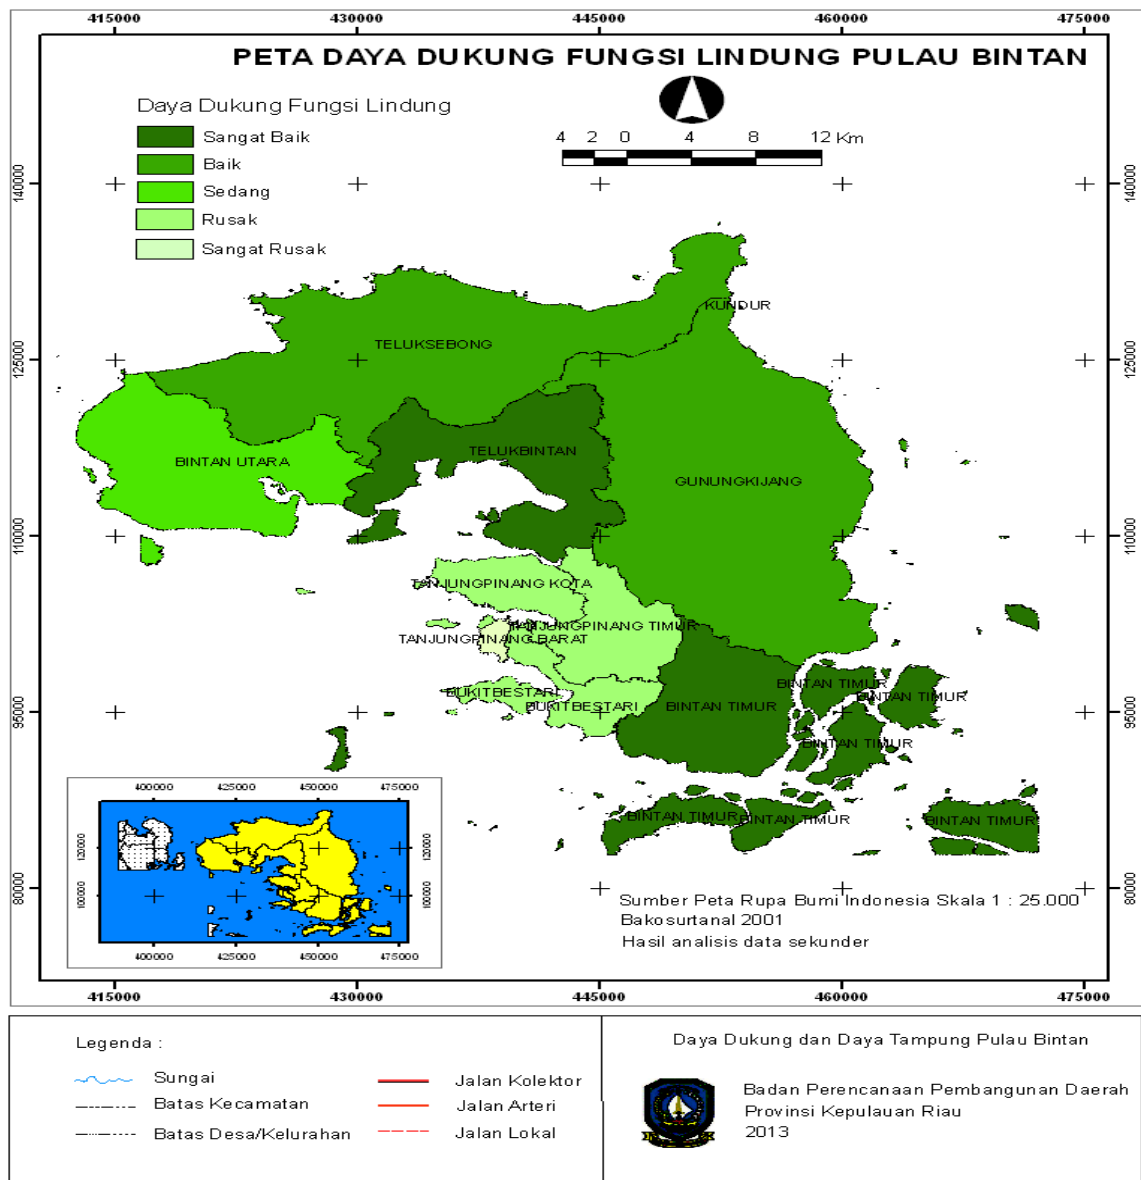 415000 430000 445000 460000 475000
PETA DAYA DUKUNG FUNGSI LINDUNG PULAU BINTAN
Daya Dukung Fungsi Lindung
Sangat Baik
Baik
Sedang
Rusak
Sangat Rusak
4 2 0 4 8 12 Km
140000 140000
KUNDUR
TELUKSEBONG
125000 125000
TELUKBINTAN
BINTAN UTARA
GUNUNGKIJANG
110000 110000
TANJUNGPINANG KOTA
TANJUNGPINANG TIMUR
TANJUNGPINANG BARAT
BINTAN TIMUR
BUKITBESTARI
BINTAN TIMUR
BUKITBESTARI
BINTAN TIMUR
95000 95000
BINTAN TIMUR
BINTAN TIMUR
BINTAN TIMUR
BINTAN TIMUR
400000 425000 450000 475000
120000 120000
100000 100000
400000 425000 450000 475000
80000 80000
Sumber Peta Rupa Bumi Indonesia Skala 1 : 25.000
Bakosurtanal 2001
Hasil analisis data sekunder
415000 430000 445000 460000 475000
Legenda :
Sungai
Batas Kecamatan
Batas Desa/Kelurahan
Jalan Kolektor
Jalan Arteri
Jalan Lokal
Daya Dukung dan Daya Tampung Pulau Bintan
Badan Perencanaan Pembangunan Daerah
Provinsi Kepulauan Riau
2013